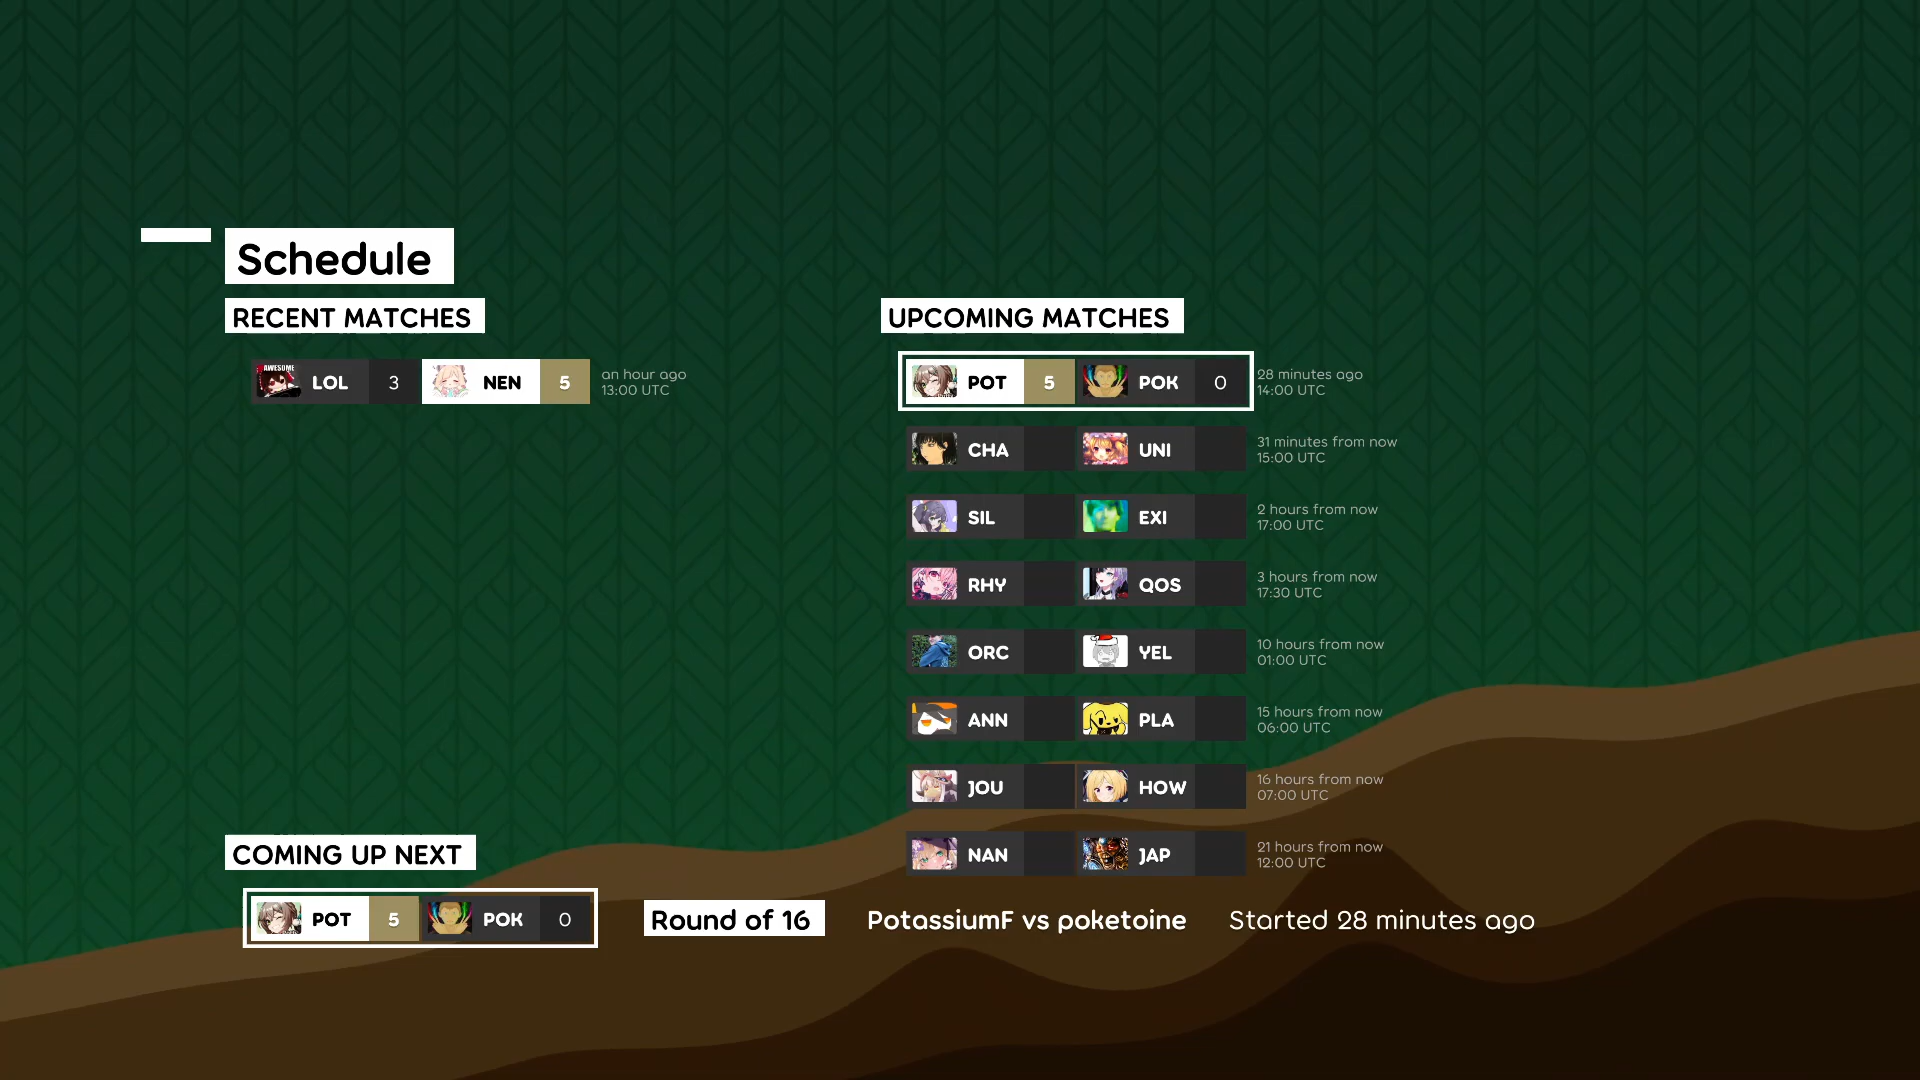 Schedule
RECENT MATCHES
AWESOME
LOL 3 NEN 5 an hour ago
13:00 UTC
UPCOMING MATCHES
POT 5 POK 0 28 minutes ago
14:00 UTC
CHA UNI 31 minutes from now
15:00 UTC
SIL EXI 2 hours from now
17:00 UTC
RHY QOS 3 hours from now
17:30 UTC
ORC YEL 10 hours from now
01:00 UTC
ANN PLA 15 hours from now
06:00 UTC
JOU HOW 16 hours from now
07:00 UTC
NAN JAP 21 hours from now
12:00 UTC
COMING UP NEXT
POT 5 POK 0 Round of 16 PotassiumF vs poketoine Started 28 minutes ago